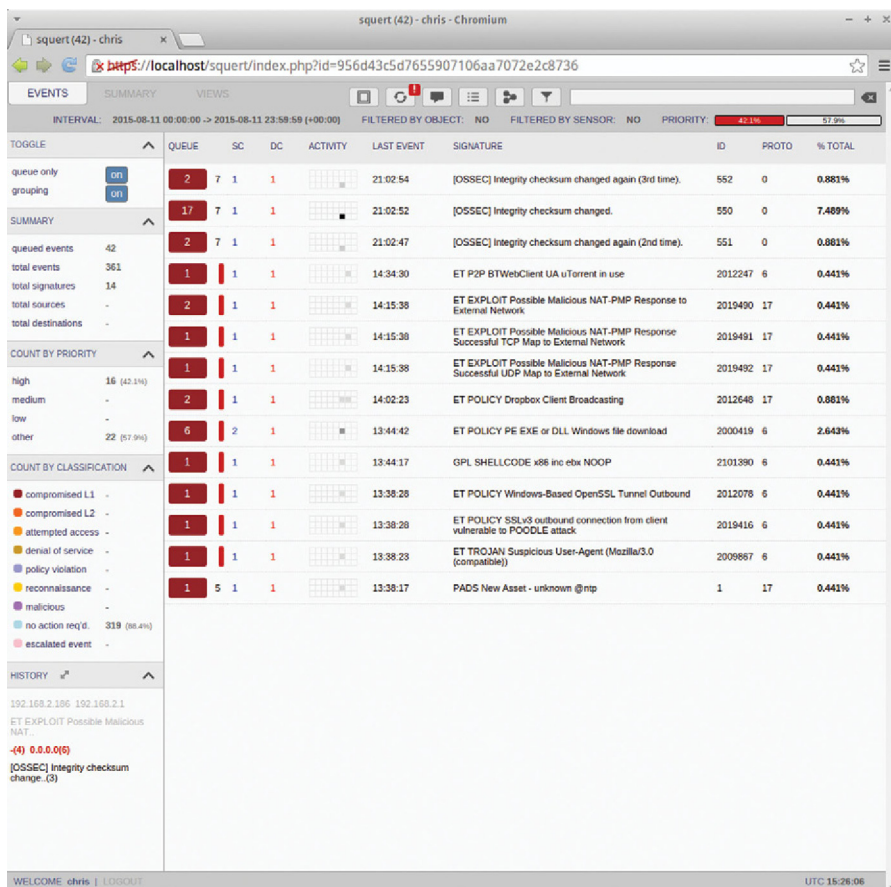 squert (42) - chris - Chromium
squert (42) - chris ×
https://localhost/squert/index.php?id=956d43c5d7655907106aa7072e2c8736
EVENTS SUMMARY VIEWS
INTERVAL: 2015-08-11 00:00:00 -> 2015-08-11 23:59:59 (+00:00) FILTERED BY OBJECT: NO FILTERED BY SENSOR: NO PRIORITY: 42.1% 57.9%
TOGGLE
queue only on
grouping on
SUMMARY
queued events 42
total events 361
total signatures 14
total sources -
total destinations -
COUNT BY PRIORITY
high 16 (42.1%)
medium -
low -
other 22 (57.9%)
COUNT BY CLASSIFICATION
compromised L1 -
compromised L2 -
attempted access -
denial of service -
policy violation -
reconnaissance -
malicious -
no action req'd. 319 (88.4%)
escalated event -
HISTORY
192.168.2.186 192.168.2.1
ET EXPLOIT Possible Malicious
NAT..
-(4) 0.0.0.0(6)
[OSSEC] Integrity checksum
change..(3)
QUEUE SC DC ACTIVITY LAST EVENT SIGNATURE ID PROTO % TOTAL
2 7 1 1 21:02:54 [OSSEC] Integrity checksum changed again (3rd time). 552 0 0.881%
17 7 1 1 21:02:52 [OSSEC] Integrity checksum changed. 550 0 7.489%
2 7 1 1 21:02:47 [OSSEC] Integrity checksum changed again (2nd time). 551 0 0.881%
1 1 1 14:34:30 ET P2P BTWebClient UA uTorrent in use 2012247 6 0.441%
2 1 1 14:15:38 ET EXPLOIT Possible Malicious NAT-PMP Response to
External Network 2019490 17 0.441%
1 1 1 14:15:38 ET EXPLOIT Possible Malicious NAT-PMP Response
Successful TCP Map to External Network 2019491 17 0.441%
1 1 1 14:15:38 ET EXPLOIT Possible Malicious NAT-PMP Response
Successful UDP Map to External Network 2019492 17 0.441%
2 1 1 14:02:23 ET POLICY Dropbox Client Broadcasting 2012648 17 0.881%
6 2 1 13:44:42 ET POLICY PE EXE or DLL Windows file download 2000419 6 2.643%
1 1 1 13:44:17 GPL SHELLCODE x86 inc ebx NOOP 2101390 6 0.441%
1 1 1 13:38:28 ET POLICY Windows-Based OpenSSL Tunnel Outbound 2012078 6 0.441%
1 1 1 13:38:28 ET POLICY SSLv3 outbound connection from client
vulnerable to POODLE attack 2019416 6 0.441%
1 1 1 13:38:23 ET TROJAN Suspicious User-Agent (Mozilla/3.0
(compatible)) 2009867 6 0.441%
1 5 1 1 13:38:17 PADS New Asset - unknown @ntp 1 17 0.441%
WELCOME chris | LOGOUT UTC 15:26:06